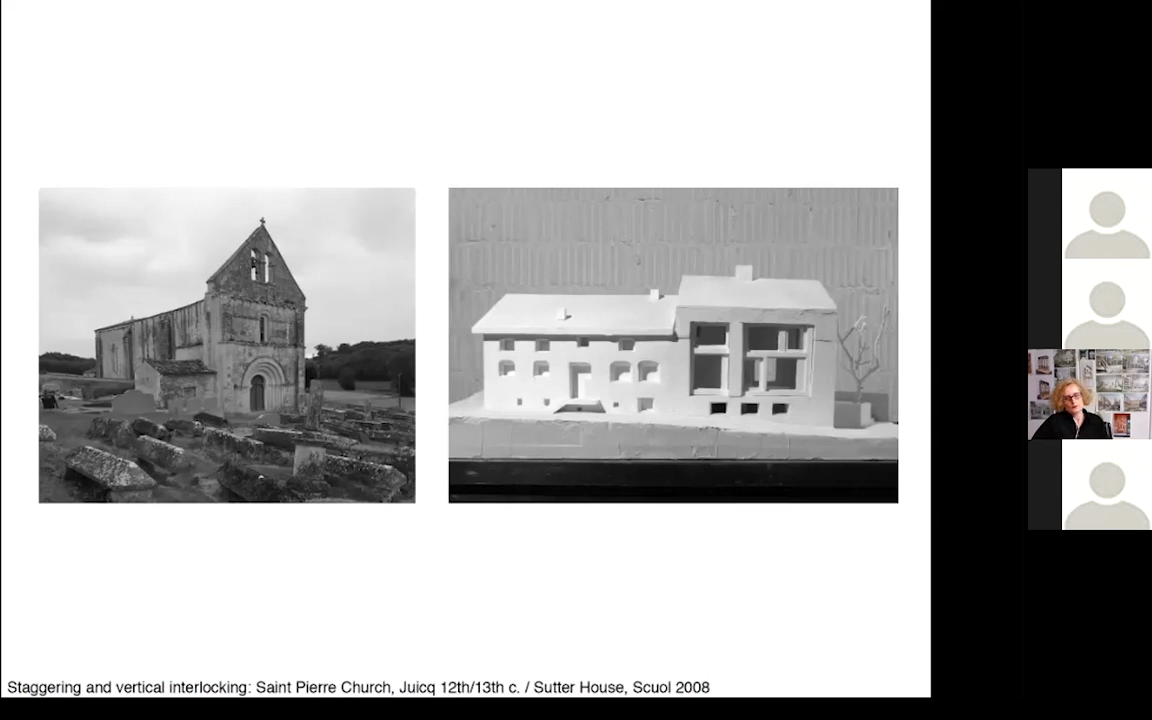 Staggering and vertical interlocking: Saint Pierre Church, Juicq 12th/13th c. / Sutter House, Scuol 2008